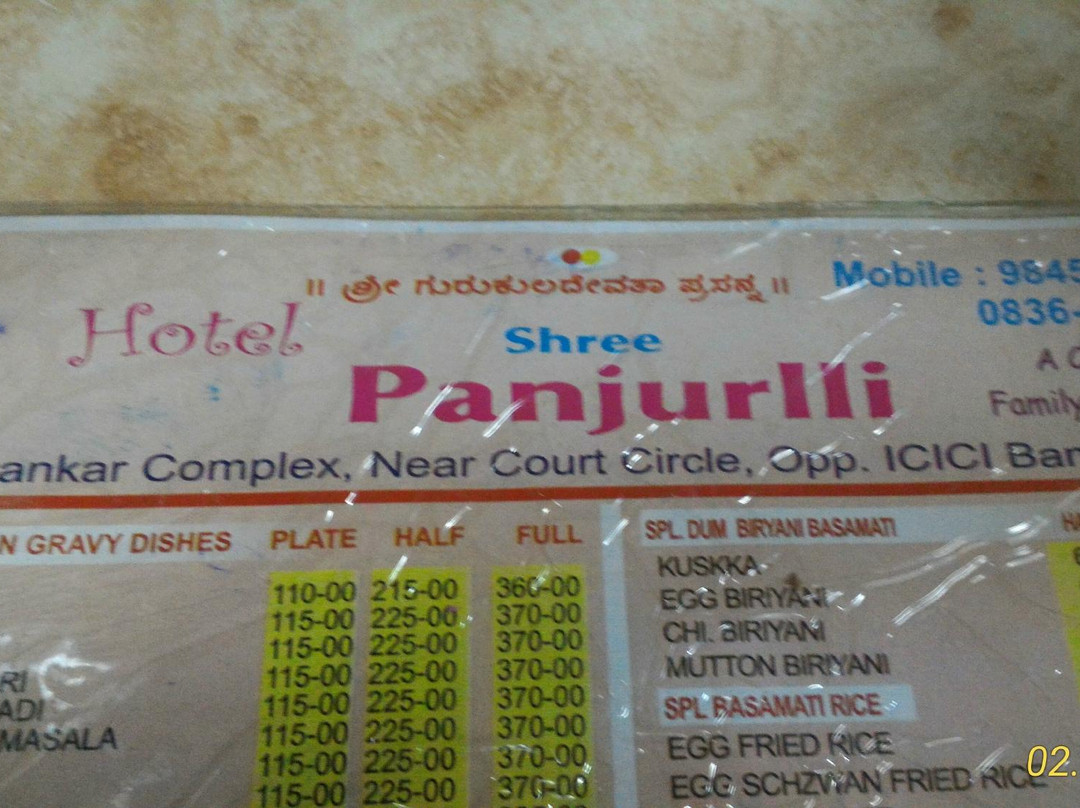 ॥ ಶ್ರೀ ಗುರುಕುಲದೇವತಾ ಪ್ರಸನ್ನ ॥
Mobile : 9845
0836-
Hotel
Shree
Panjurlli
A C
Family
ankar Complex, Near Court Circle, Opp. ICICI Ban
N GRAVY DISHES PLATE HALF FULL
110-00 215-00 360-00
115-00 225-00 370-00
115-00 225-00 370-00
115-00 225-00 370-00
RI 115-00 225-00 370-00
ADI 115-00 225-00 370-00
MASALA 115-00 225-00 370-00
115-00 225-00 370-00
SPL. DUM BIRYANI BASAMATI
KUSKKA
EGG BIRIYANI
CHI. BIRIYANI
MUTTON BIRIYANI
SPL BASAMATI RICE
EGG FRIED RICE
EGG SCHZWAN FRIED RICE
02.